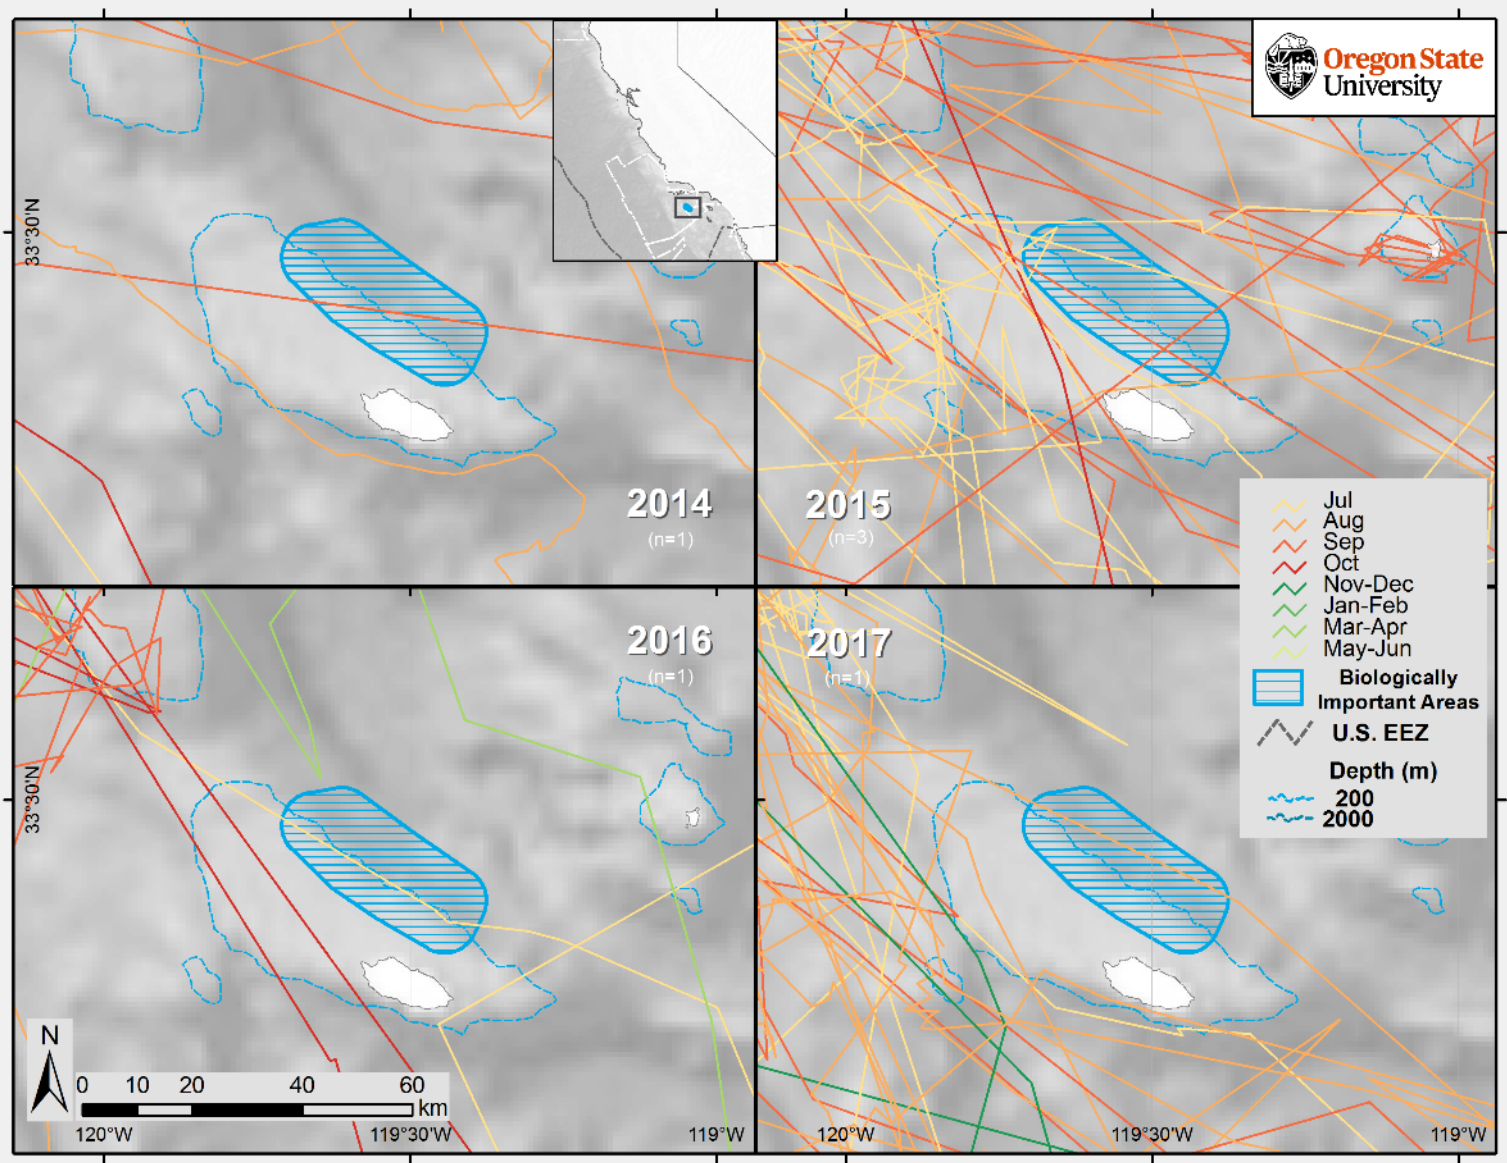 Oregon State
University
33°30'N
2014
(n=1)
2015
(n=3)
Jul
Aug
Sep
Oct
Nov-Dec
Jan-Feb
Mar-Apr
May-Jun
Biologically
Important Areas
U.S. EEZ
Depth (m)
200
2000
2016
(n=1)
2017
(n=1)
33°30'N
N
0 10 20 40 60
km
120°W 119°30'W 119°W 120°W 119°30'W 119°W